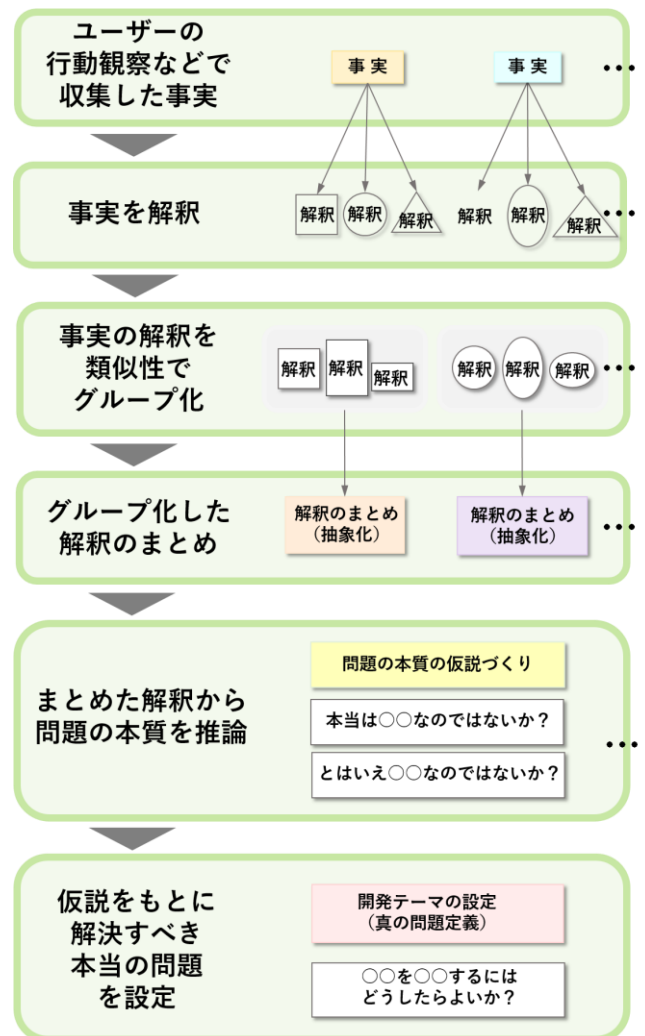 ユーザーの
行動観察などで
収集した事実
事実
事実
•••
事実を解釈
解釈
解釈
解釈
解釈
解釈
解釈
•••
事実の解釈を
類似性で
グループ化
解釈
解釈
解釈
解釈
解釈
解釈
•••
グループ化した
解釈のまとめ
解釈のまとめ
（抽象化）
解釈のまとめ
（抽象化）
•••
まとめた解釈から
問題の本質を推論
問題の本質の仮説づくり
本当は○○なのではないか？
とはいえ○○なのではないか？
•••
仮説をもとに
解決すべき
本当の問題
を設定
開発テーマの設定
（真の問題定義）
○○を○○するには
どうしたらよいか？